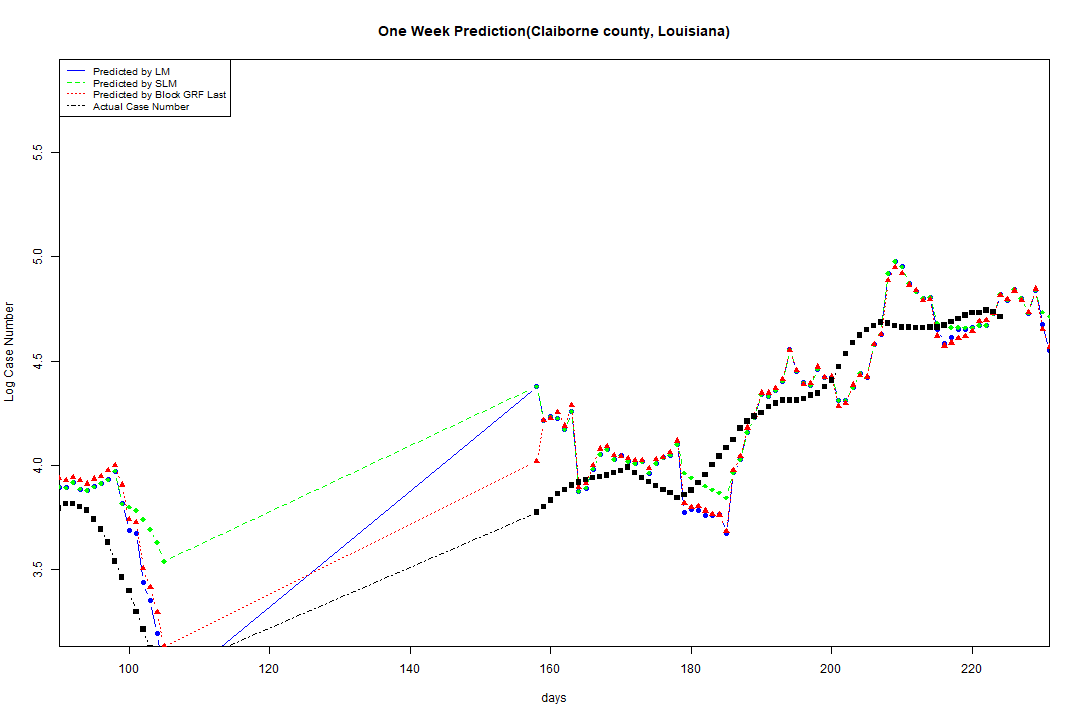 One Week Prediction(Claiborne county, Louisiana)
Predicted by LM
Predicted by SLM
Predicted by Block GRF Last
Actual Case Number
5.5
5.0
4.5
4.0
3.5
Log Case Number
100 120 140 160 180 200 220
days